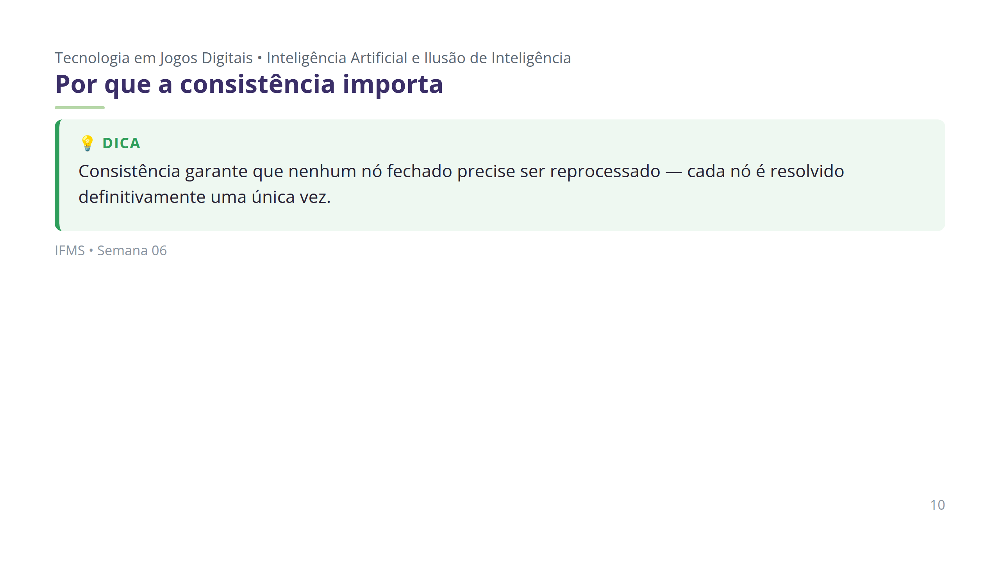 Tecnologia em Jogos Digitais • Inteligência Artificial e Ilusão de Inteligência
Por que a consistência importa
💡 DICA
Consistência garante que nenhum nó fechado precise ser reprocessado — cada nó é resolvido
definitivamente uma única vez.
IFMS • Semana 06
10